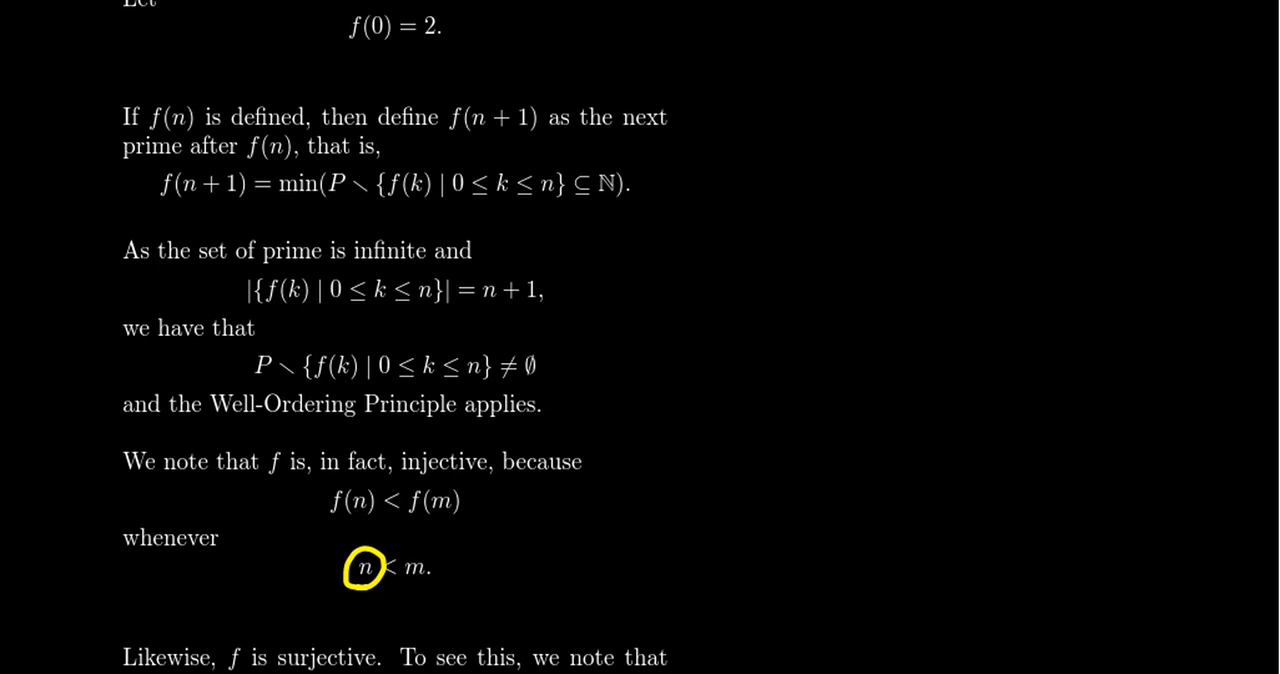 Let
f(0) = 2.
If f(n) is defined, then define f(n + 1) as the next
prime after f(n), that is,
f(n + 1) = min(P ∖ {f(k) | 0 ≤ k ≤ n} ⊆ ℕ).
As the set of prime is infinite and
|{f(k) | 0 ≤ k ≤ n}| = n + 1,
we have that
P ∖ {f(k) | 0 ≤ k ≤ n} ≠ ∅
and the Well-Ordering Principle applies.
We note that f is, in fact, injective, because
f(n) < f(m)
whenever
n < m.
Likewise, f is surjective. To see this, we note that